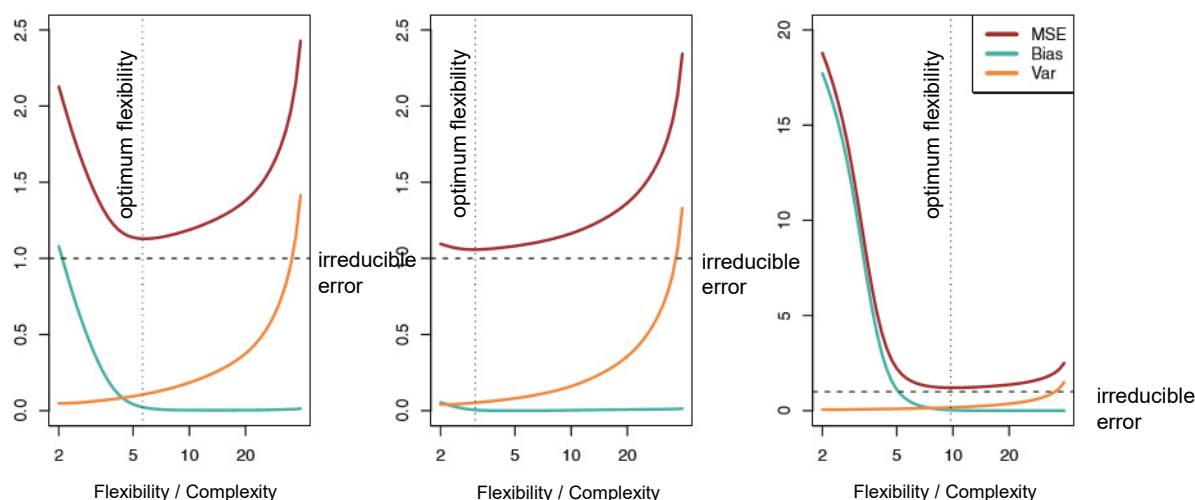 2.5
2.0
1.5
1.0
0.5
0.0
optimum flexibility
irreducible
error
2 5 10 20
Flexibility / Complexity
2.5
2.0
1.5
1.0
0.5
0.0
optimum flexibility
irreducible
error
2 5 10 20
Flexibility / Complexity
20
15
10
5
0
optimum flexibility
MSE
Bias
Var
irreducible
error
2 5 10 20
Flexibility / Complexity